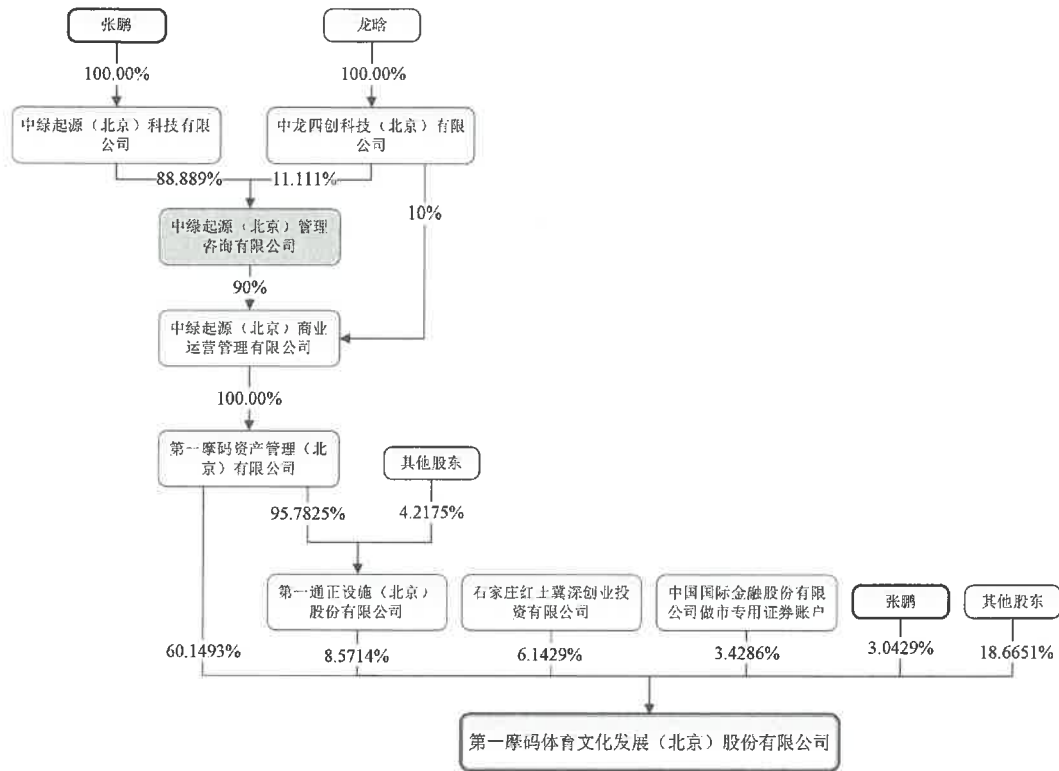 张鹏
龙晗
100.00%
100.00%
中绿起源（北京）科技有限
公司
中龙四创科技（北京）有限
公司
88.889%
11.111%
10%
中绿起源（北京）管理
咨询有限公司
90%
中绿起源（北京）商业
运营管理有限公司
100.00%
第一摩码资产管理（北
京）有限公司
其他股东
95.7825%
4.2175%
第一通正设施（北京）
股份有限公司
石家庄红土冀深创业投
资有限公司
中国国际金融股份有限
公司做市专用证券账户
张鹏
其他股东
60.1493%
8.5714%
6.1429%
3.4286%
3.0429%
18.6651%
第一摩码体育文化发展（北京）股份有限公司